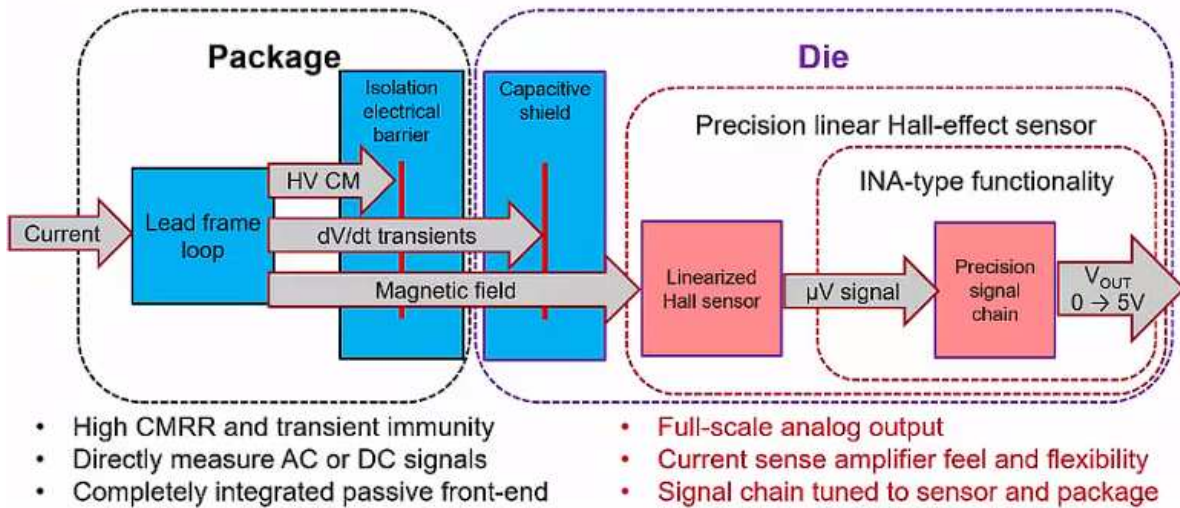 Package
Die
Isolation
electrical
barrier
Capacitive
shield
Precision linear Hall-effect sensor
INA-type functionality
HV CM
Current
Lead frame
loop
dV/dt transients
Magnetic field
Linearized
Hall sensor
µV signal
Precision
signal
chain
VOUT
0 → 5V
• High CMRR and transient immunity
• Directly measure AC or DC signals
• Completely integrated passive front-end
• Full-scale analog output
• Current sense amplifier feel and flexibility
• Signal chain tuned to sensor and package